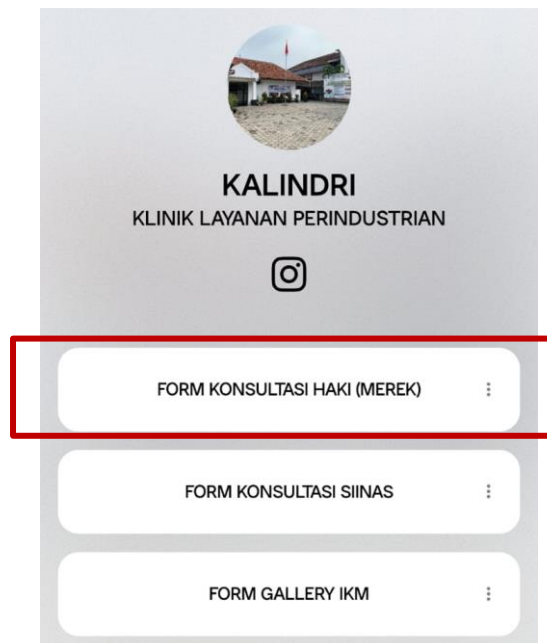 KALINDRI
KLINIK LAYANAN PERINDUSTRIAN
FORM KONSULTASI HAKI (MEREK)
FORM KONSULTASI SIINAS
FORM GALLERY IKM